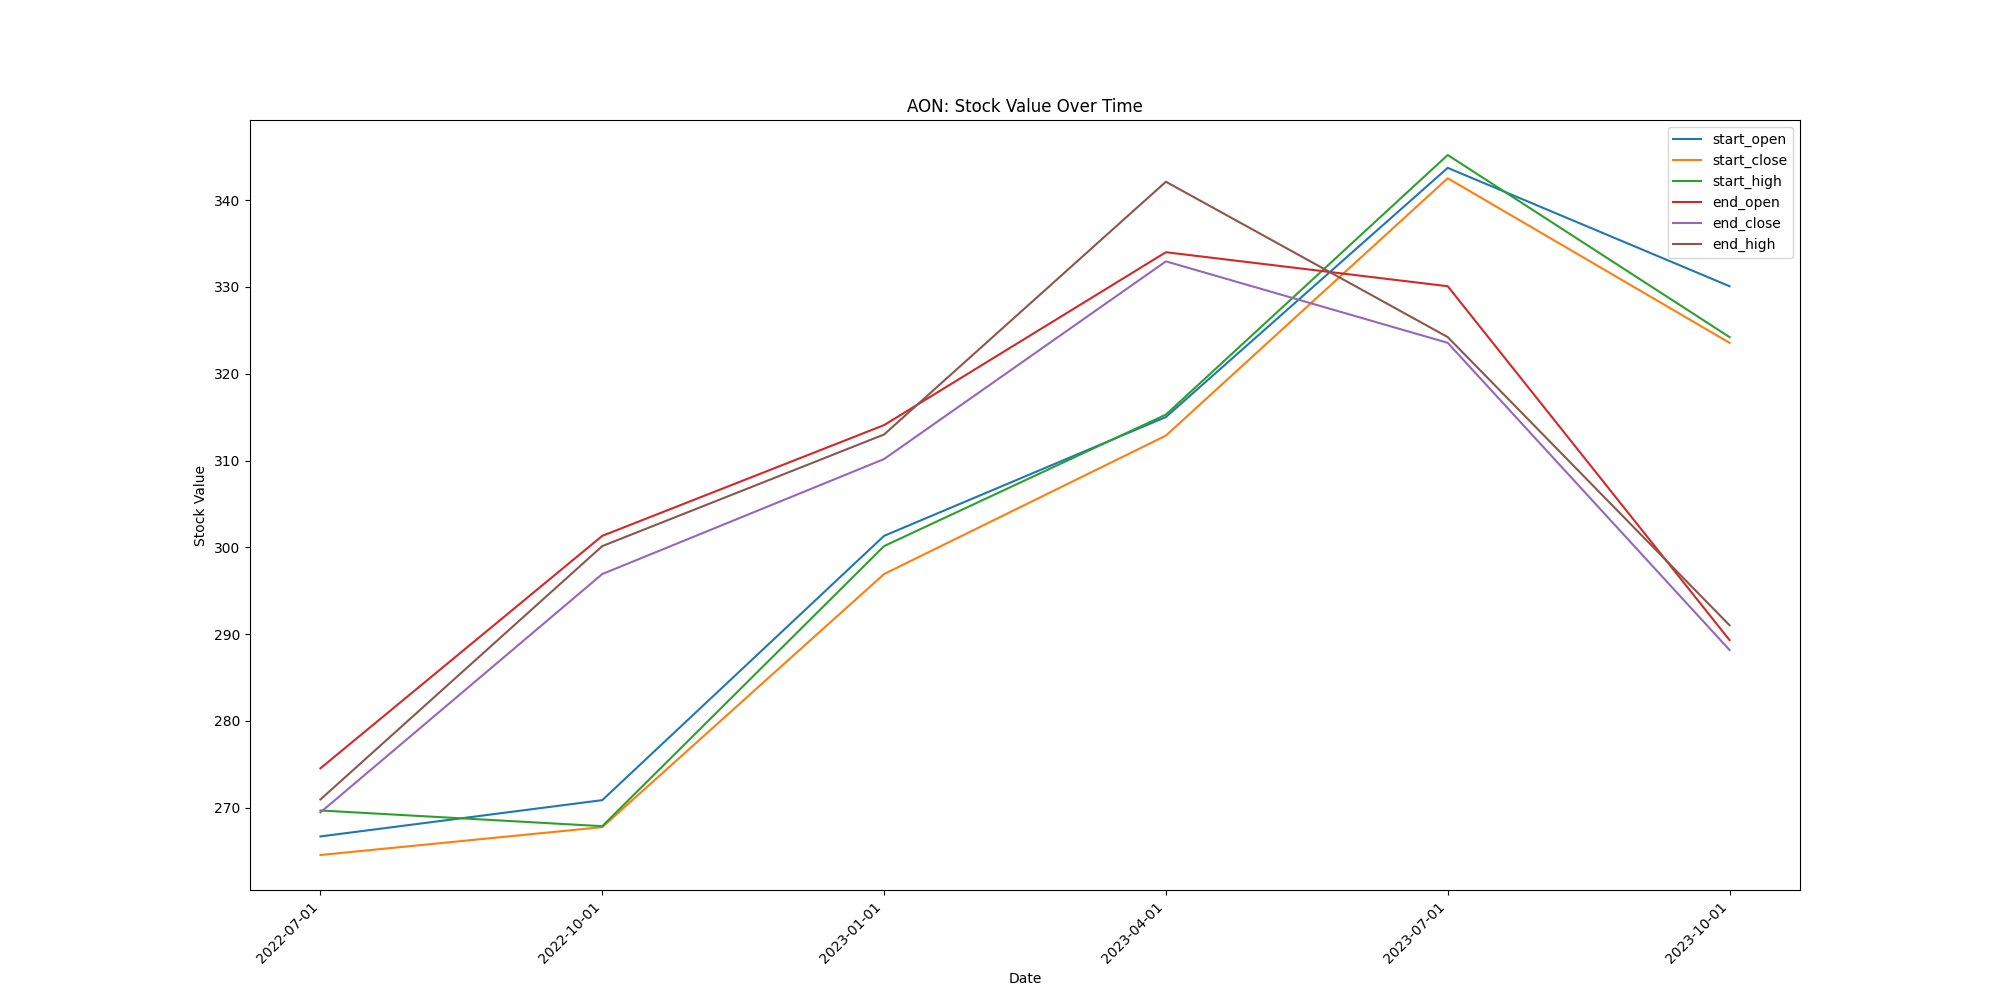 AON: Stock Value Over Time
start_open
start_close
start_high
end_open
end_close
end_high
340
330
320
310
300
290
280
270
Stock Value
2022-07-01
2022-10-01
2023-01-01
2023-04-01
2023-07-01
2023-10-01
Date